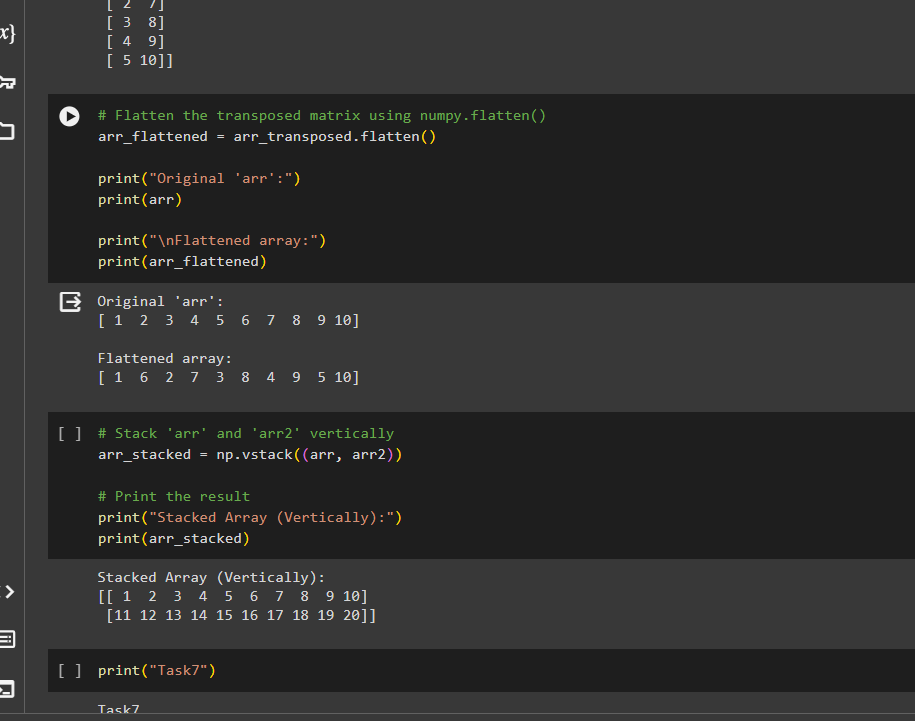 [ 2  7]
[ 3  8]
[ 4  9]
[ 5 10]]
# Flatten the transposed matrix using numpy.flatten()
arr_flattened = arr_transposed.flatten()
print("Original 'arr':")
print(arr)
print("\nFlattened array:")
print(arr_flattened)
Original 'arr':
[ 1  2  3  4  5  6  7  8  9 10]
Flattened array:
[ 1  6  2  7  3  8  4  9  5 10]
[ ] # Stack 'arr' and 'arr2' vertically
arr_stacked = np.vstack((arr, arr2))
# Print the result
print("Stacked Array (Vertically):")
print(arr_stacked)
Stacked Array (Vertically):
[[ 1  2  3  4  5  6  7  8  9 10]
[11 12 13 14 15 16 17 18 19 20]]
[ ] print("Task7")
Task7